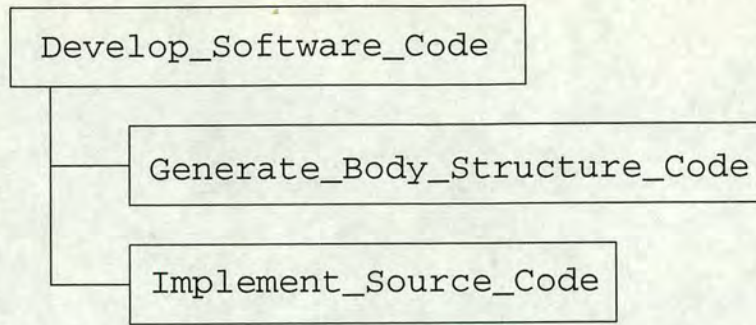 Develop_Software_Code
Generate_Body_Structure_Code
Implement_Source_Code